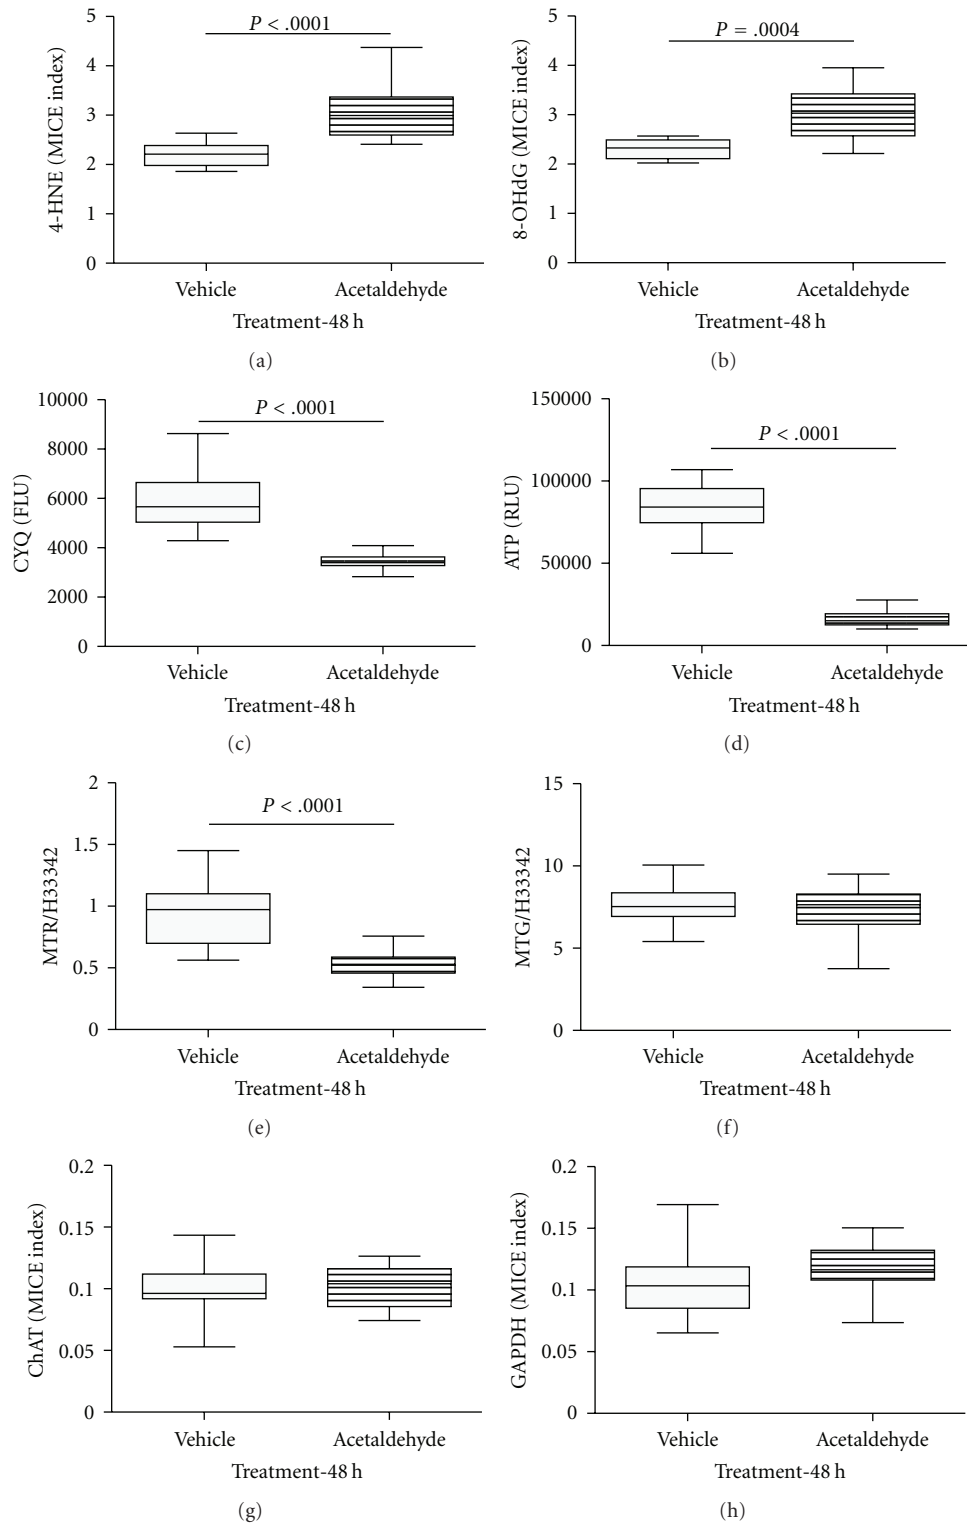 5
4
3
2
1
0
4-HNE (MICE index)
P < .0001
Vehicle
Acetaldehyde
Treatment-48 h
(a)
5
4
3
2
1
0
8-OHdG (MICE index)
P = .0004
Vehicle
Acetaldehyde
Treatment-48 h
(b)
10000
8000
6000
4000
2000
0
CYQ (FLU)
P < .0001
Vehicle
Acetaldehyde
Treatment-48 h
(c)
150000
100000
50000
0
ATP (RLU)
P < .0001
Vehicle
Acetaldehyde
Treatment-48 h
(d)
2
1.5
1
0.5
0
MTR/H33342
P < .0001
Vehicle
Acetaldehyde
Treatment-48 h
(e)
15
10
5
0
MTG/H33342
Vehicle
Acetaldehyde
Treatment-48 h
(f)
0.2
0.15
0.1
0.05
0
ChAT (MICE index)
Vehicle
Acetaldehyde
Treatment-48 h
(g)
0.2
0.15
0.1
0.05
0
GAPDH (MICE index)
Vehicle
Acetaldehyde
Treatment-48 h
(h)